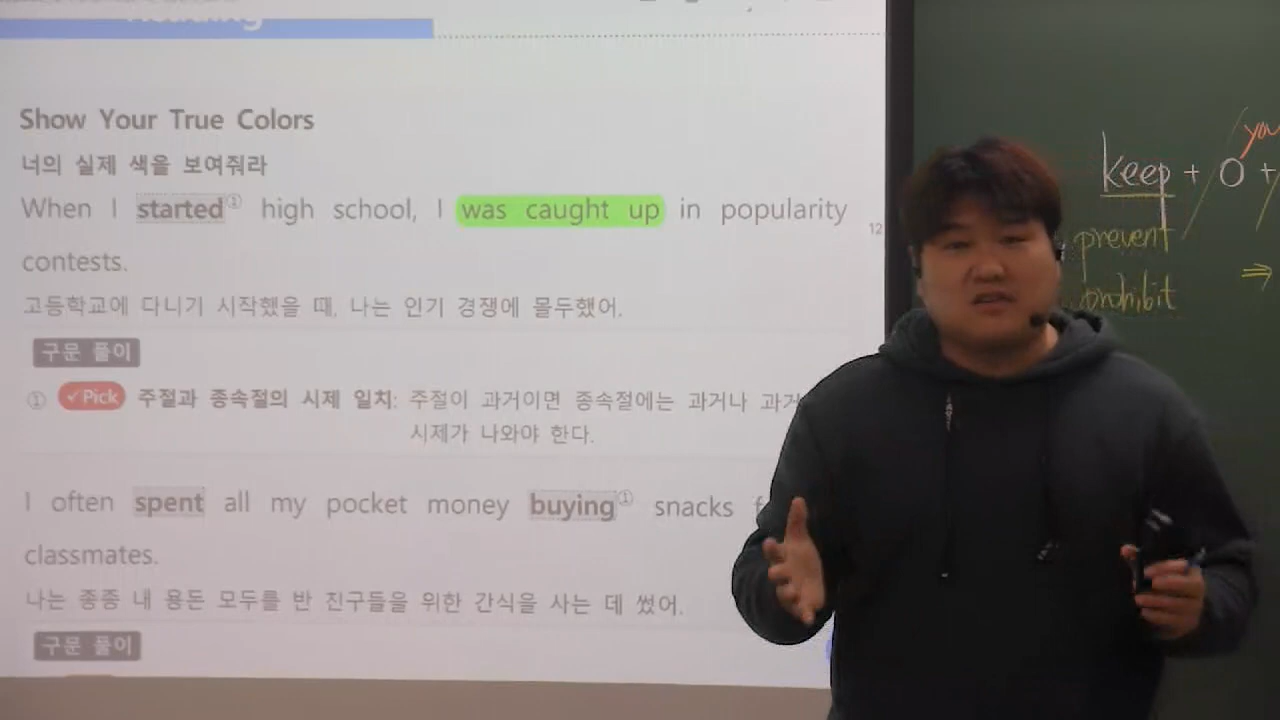 Show Your True Colors
너의 실제 색을 보여줘라
When I started① high school, I was caught up in popularity
12
contests.
고등학교에 다니기 시작했을 때, 나는 인기 경쟁에 몰두했어.
구문 풀이
① ✓Pick 주절과 종속절의 시제 일치: 주절이 과거이면 종속절에는 과거나 과거
시제가 나와야 한다.
I often spent all my pocket money buying① snacks f
classmates.
나는 종종 내 용돈 모두를 반 친구들을 위한 간식을 사는 데 썼어.
구문 풀이
you
keep + O +
prevent
prohibit ⇒